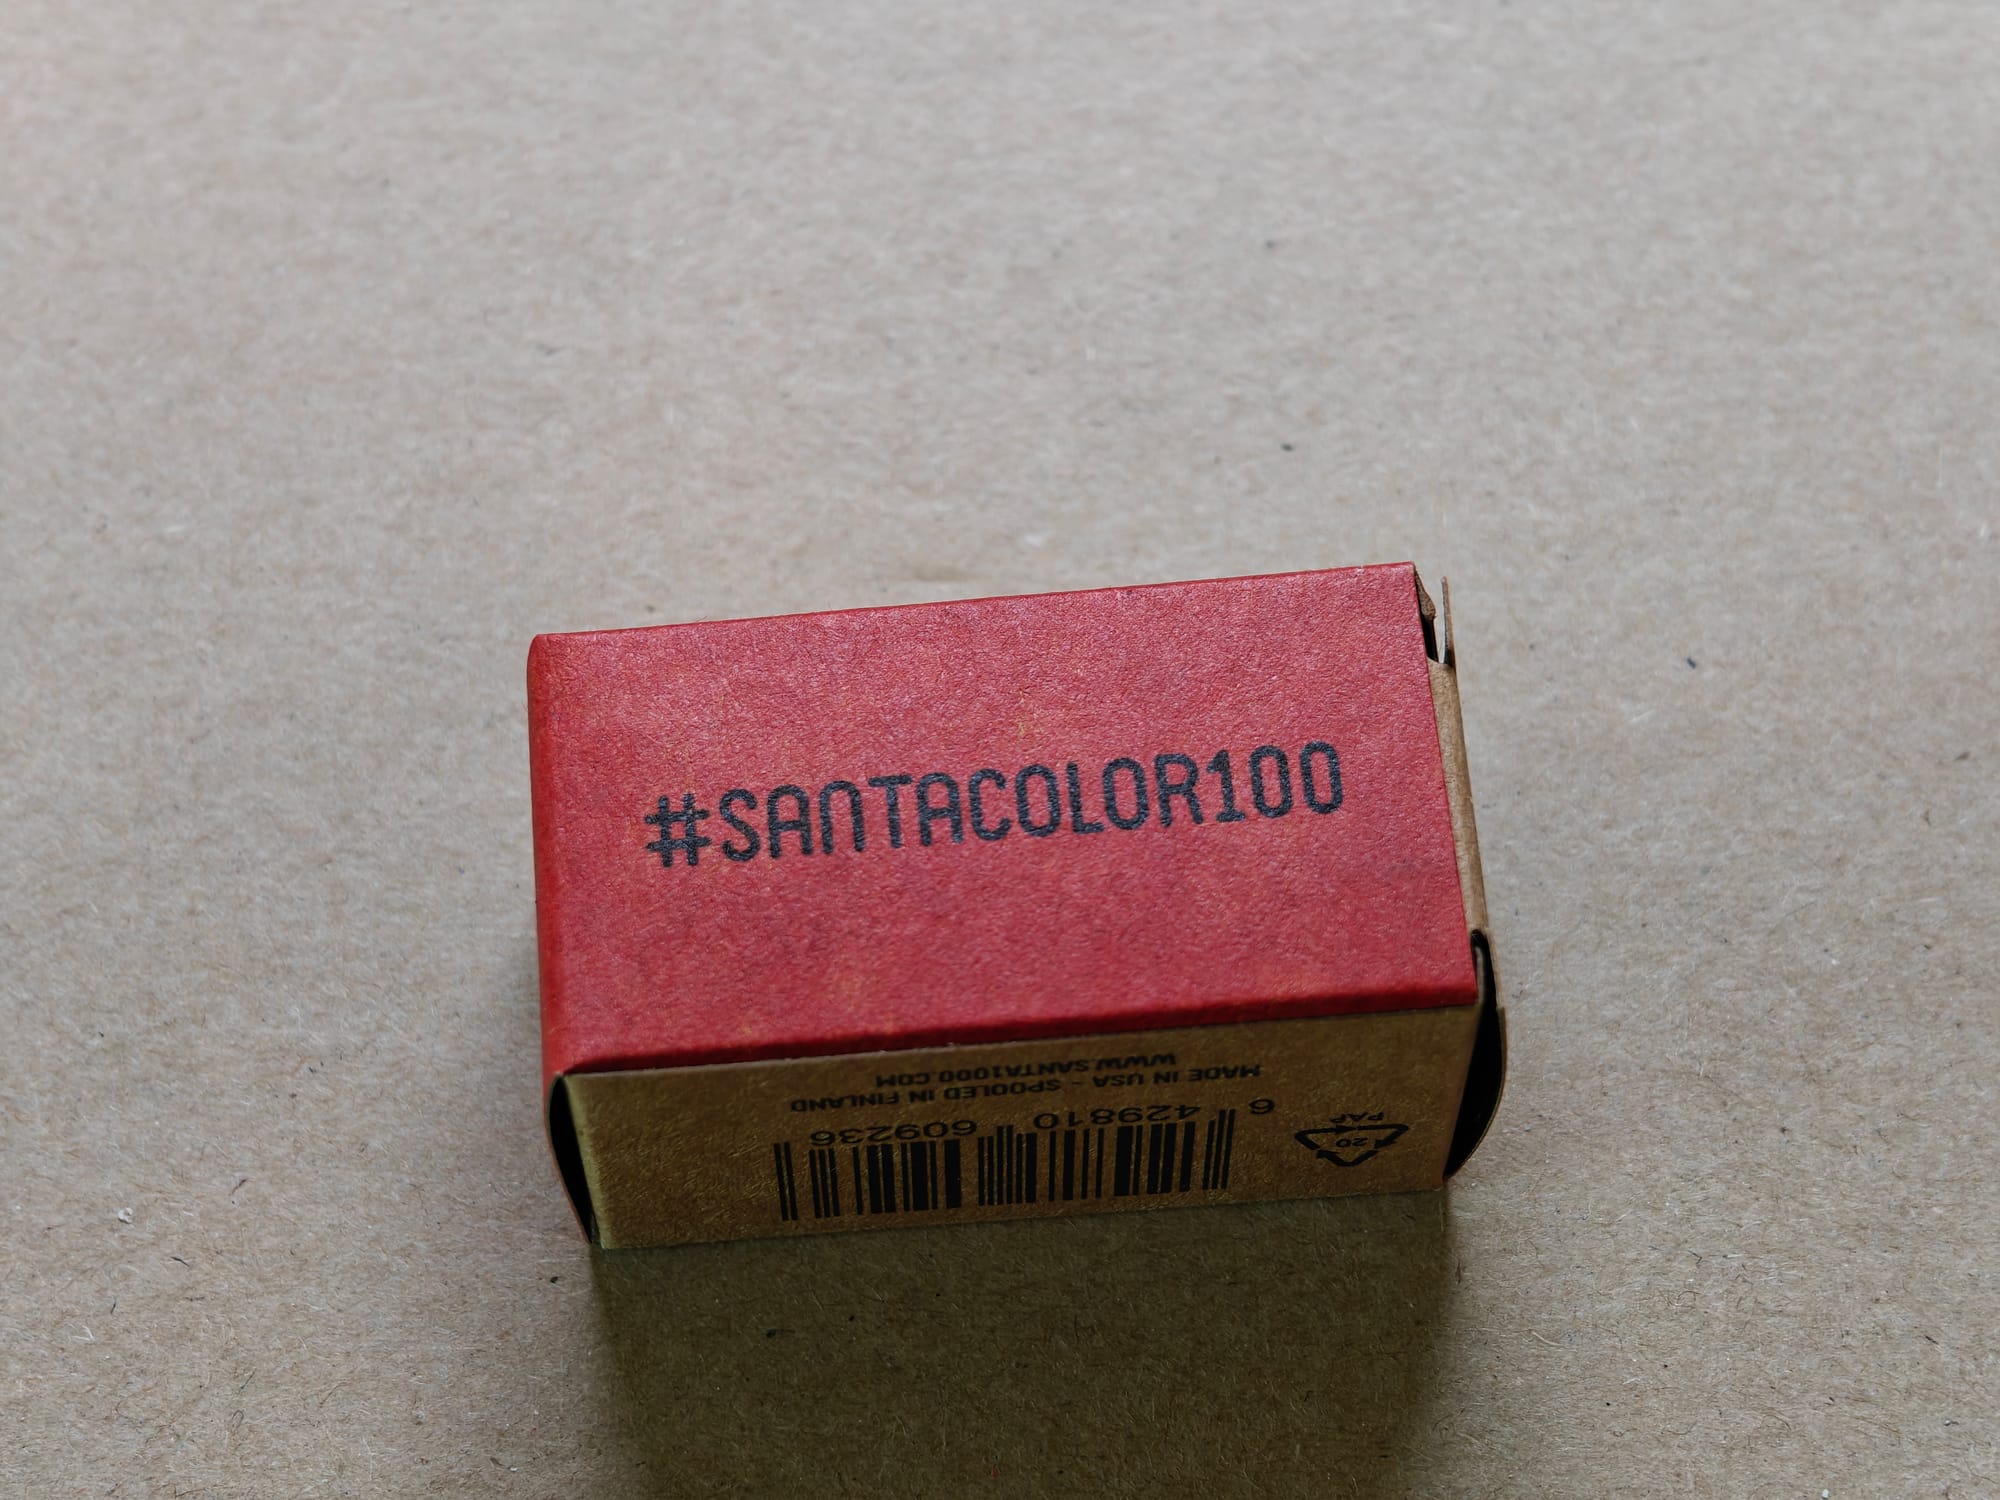 #SANTACOLOR100
6 429810 609236
MADE IN USA - SPOOLED IN FINLAND
WWW.SANTA1000.COM
20
PAP